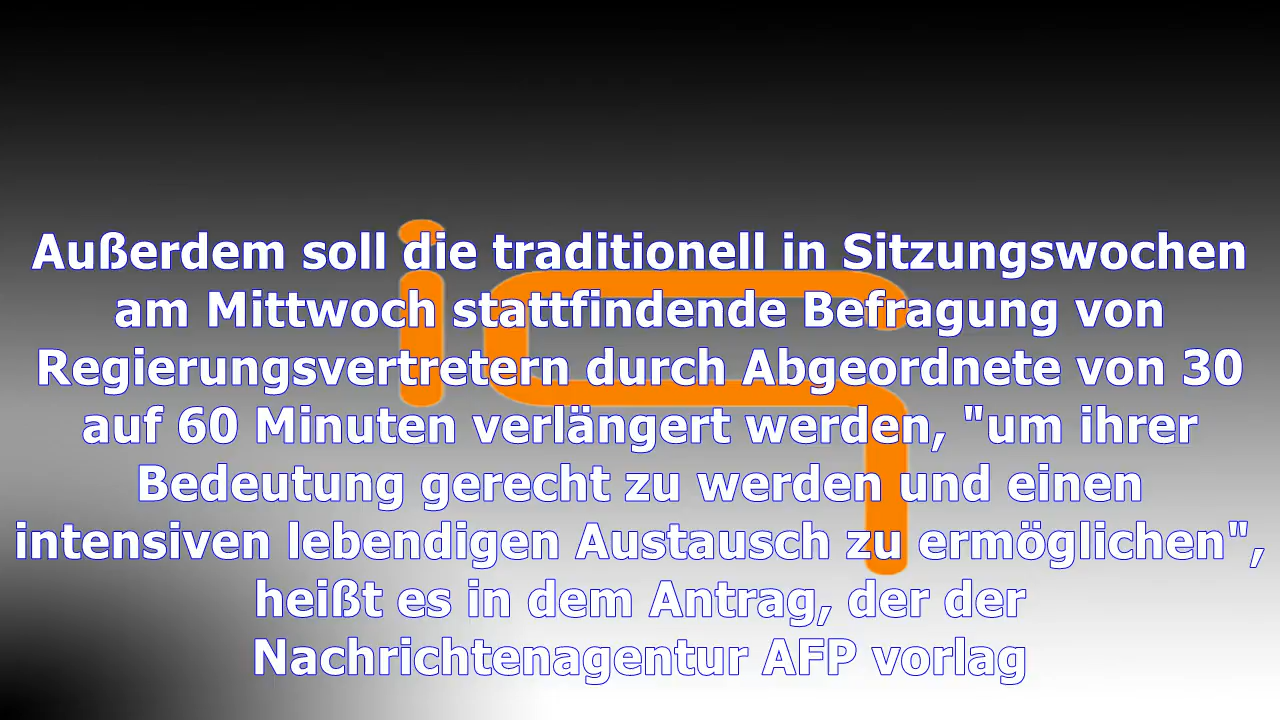 Außerdem soll die traditionell in Sitzungswochen
am Mittwoch stattfindende Befragung von
Regierungsvertretern durch Abgeordnete von 30
auf 60 Minuten verlängert werden, "um ihrer
Bedeutung gerecht zu werden und einen
intensiven lebendigen Austausch zu ermöglichen",
heißt es in dem Antrag, der der
Nachrichtenagentur AFP vorlag